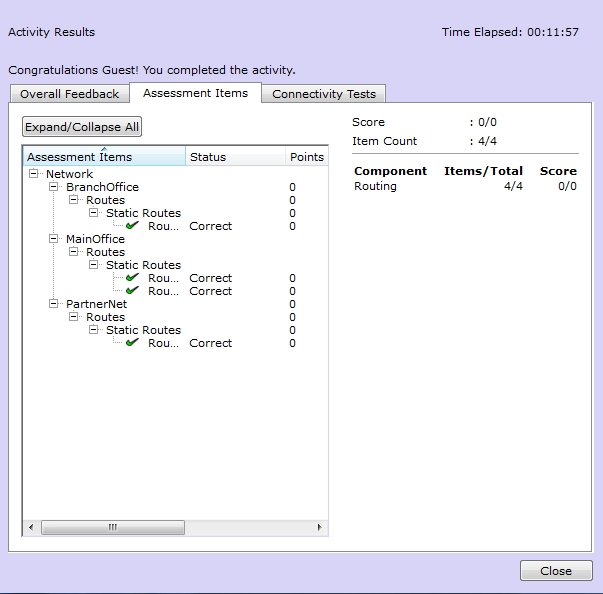 Activity Results
Time Elapsed: 00:11:57
Congratulations Guest! You completed the activity.
Overall Feedback
Assessment Items
Connectivity Tests
Expand/Collapse All
Assessment Items Status Points
Network
BranchOffice 0
Routes 0
Static Routes 0
Rou... Correct 0
MainOffice
Routes
Static Routes
Rou... Correct 0
Rou... Correct 0
PartnerNet 0
Routes 0
Static Routes 0
Rou... Correct 0
Score : 0/0
Item Count : 4/4
Component Items/Total Score
Routing 4/4 0/0
Close